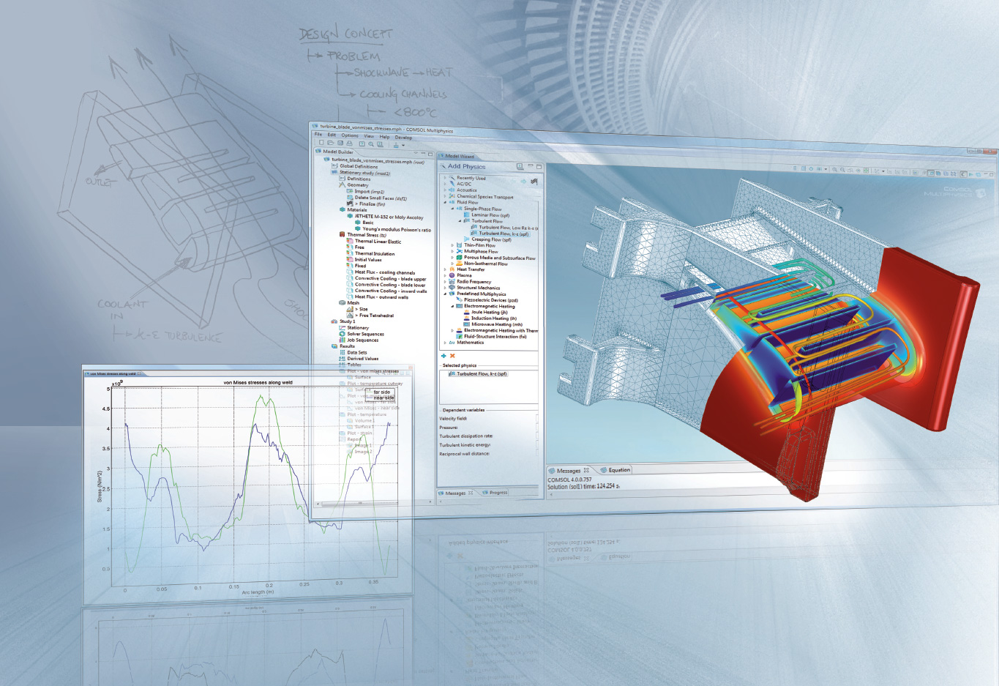 DESIGN CONCEPT
PROBLEM
SHOCKWAVE → HEAT
COOLING CHANNELS
<800°C
OUTLET
COOLANT
IN
K-E TURBULENCE
turbine_blade_vonmises_stresses.mph - COMSOL Multiphysics
File Edit Options View Help Develop
Model Builder
turbine_blade_vonmises_stresses.mph (root)
Global Definitions
Stationary study (mod1)
Definitions
Geometry
Import (imp1)
Delete Small Faces (dsf1)
> Finalize (fin)
Materials
JETHETE M-152 or Moly Ascoloy
Basic
Young's modulus Poisson's ratio
Thermal Stress (ts)
Thermal Linear Elastic
Free
Thermal Insulation
Initial Values
Fixed
Heat Flux - cooling channels
Convective Cooling - blade upper
Convective Cooling - blade lower
Convective Cooling - inward walls
Heat Flux - outward walls
Mesh
> Size
> Free Tetrahedral
Study 1
Stationary
Solver Sequences
Job Sequences
Results
Data Sets
Derived Values
Tables
Plot - von mises stresses
Surface
Plot - temperature cutway
Surface
Plot - von
von Mises - far side
von Mises - near side
Plot - temperature
Volume 1
Surface 1
Plot - strain
Report
Image 1
Image 2
Model Wizard
Add Physics
Recently Used
AC/DC
Acoustics
Chemical Species Transport
Fluid Flow
Single-Phase Flow
Laminar Flow (spf)
Turbulent Flow
Turbulent Flow, Low Re k-ε (s
Turbulent Flow, k-ε (spf)
Creeping Flow (spf)
Thin-Film Flow
Multiphase Flow
Porous Media and Subsurface Flow
Non-Isothermal Flow
Heat Transfer
Plasma
Radio Frequency
Structural Mechanics
Predefined Multiphysics
Piezoelectric Devices (pzd)
Electromagnetic Heating
Joule Heating (jh)
Induction Heating (ih)
Microwave Heating (mh)
Electromagnetic Heating with Therm
Fluid-Structure Interaction (fsi)
Δu Mathematics
Selected physics
Turbulent Flow, k-ε (spf)
Dependent variables
Velocity field:
Pressure:
Turbulent dissipation rate:
Turbulent kinetic energy:
Reciprocal wall distance:
Messages Progress
COMSOL
MULTIPHYSICS
Messages Equation
COMSOL 4.0.0.757
Solution (sol1) time: 124.254 s.
von Mises stresses along weld
von Mises stresses along weld
far side
near side
5
4.5
4
3.5
3
2.5
2
1.5
1
0.5
Stress (N/m^2)
0 0.05 0.1 0.15 0.2 0.25 0.3 0.35
Arc length (m)